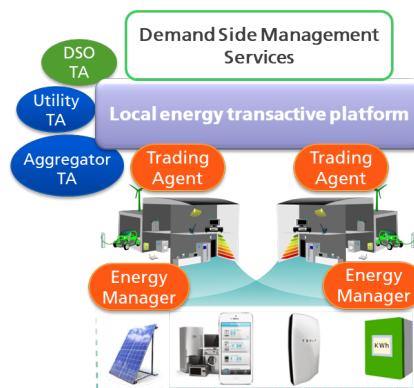 Demand Side Management
Services
DSO
TA
Utility
TA
Local energy transactive platform
Aggregator
TA
Trading
Agent
Trading
Agent
Energy
Manager
Energy
Manager
KWh